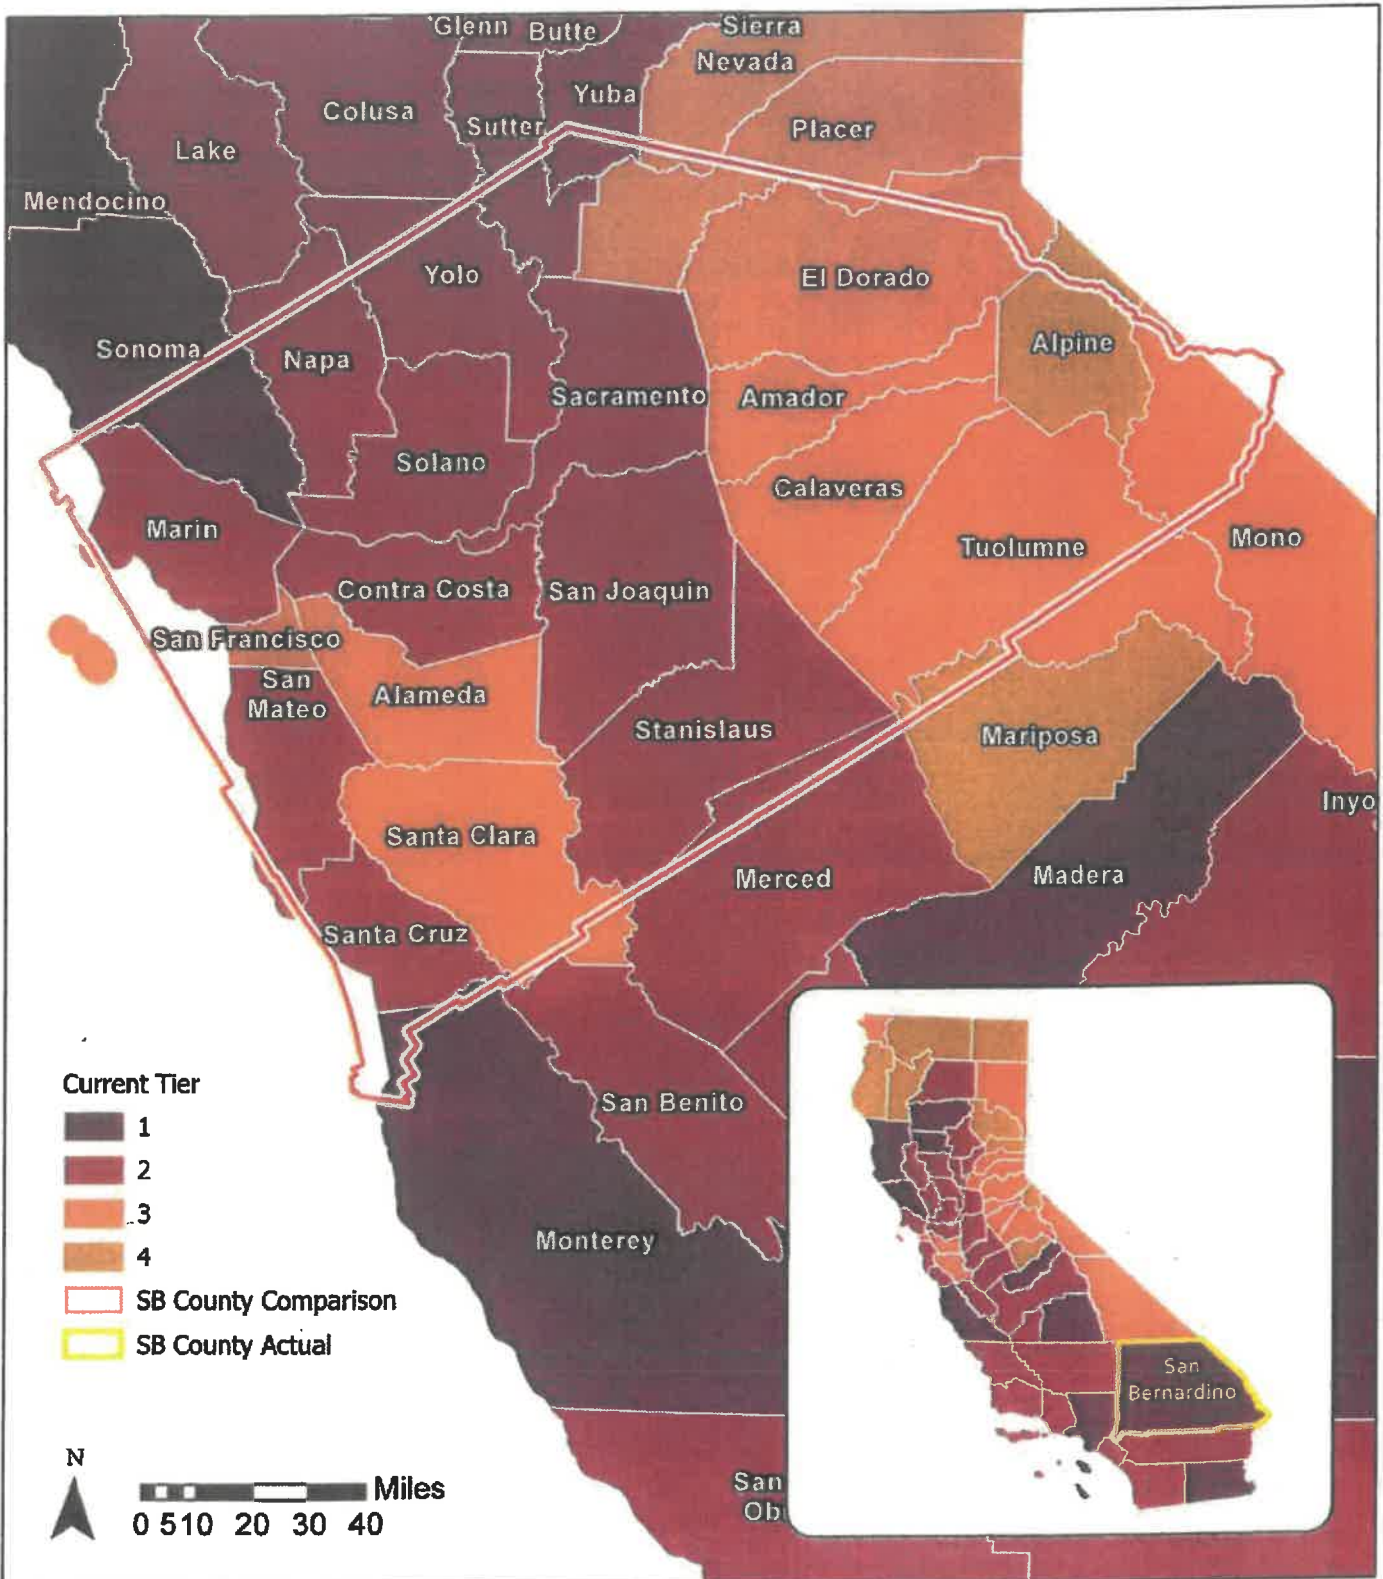 Glenn
Butte
Sierra
Nevada
Yuba
Colusa
Sutter
Placer
Lake
Mendocino
Yolo
El Dorado
Sonoma
Napa
Alpine
Sacramento
Amador
Solano
Calaveras
Marin
Tuolumne
Mono
Contra Costa
San Joaquin
San Francisco
San
Mateo
Alameda
Stanislaus
Mariposa
Inyo
Santa Clara
Merced
Madera
Santa Cruz
San Benito
Monterey
San
Ob
Current Tier
1
2
3
4
SB County Comparison
SB County Actual
N
Miles
0 510 20 30 40
San
Bernardino